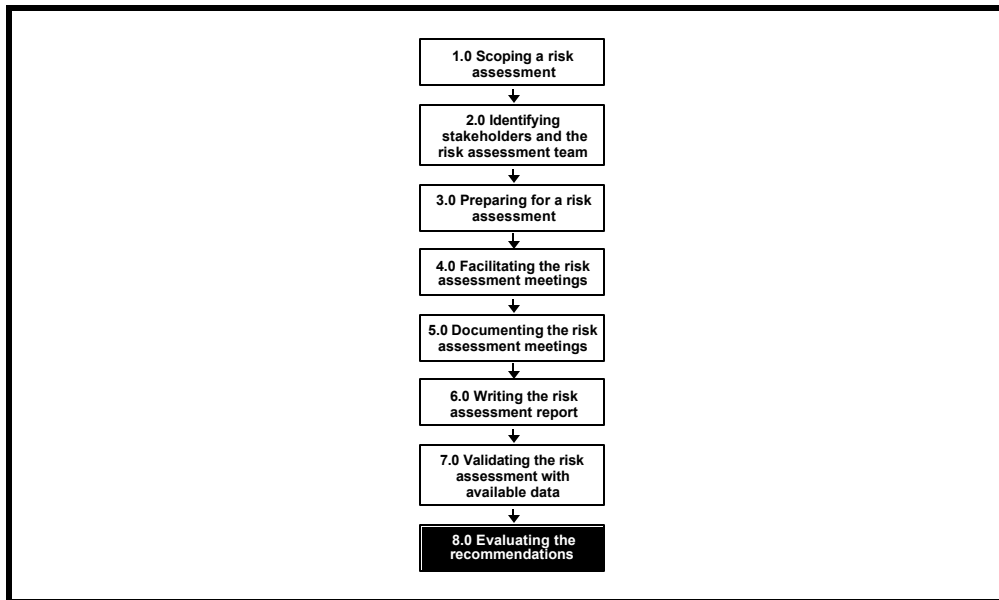 1.0 Scoping a risk
assessment
2.0 Identifying
stakeholders and the
risk assessment team
3.0 Preparing for a risk
assessment
4.0 Facilitating the risk
assessment meetings
5.0 Documenting the risk
assessment meetings
6.0 Writing the risk
assessment report
7.0 Validating the risk
assessment with
available data
8.0 Evaluating the
recommendations